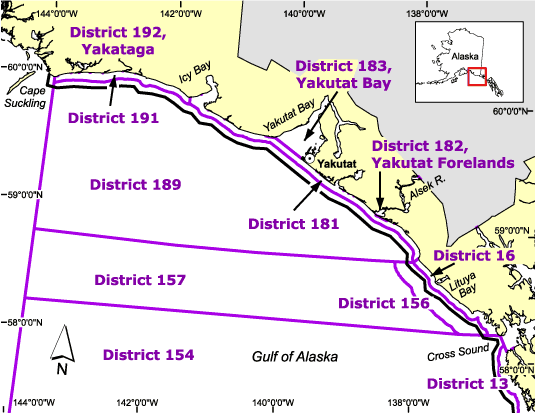 144°0'0"W
142°0'0"W
140°0'0"W
138°0'0"W
District 192,
Yakataga
Alaska
60°0'0"N
Icy Bay
District 183,
Yakutat Bay
Cape
Suckling
60°0'0"N
District 191
Yakutat Bay
District 182,
Yakutat Forelands
Yakutat
District 189
Alsek R.
59°0'0"N
District 181
59°0'0"N
District 16
Lituya
Bay
District 157
District 156
58°0'0"N
N
District 154
Gulf of Alaska
Cross Sound
58°0'0"N
District 13
144°0'0"W
142°0'0"W
140°0'0"W
138°0'0"W